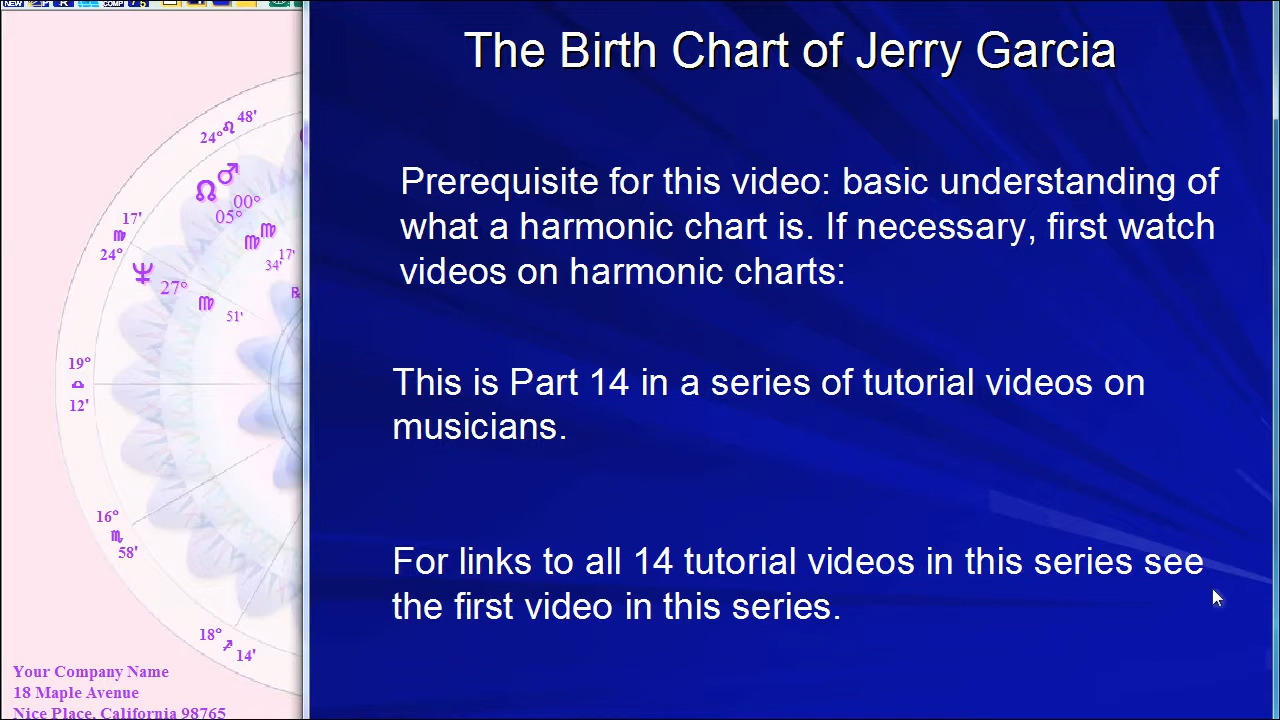 NEW
COMP
The Birth Chart of Jerry Garcia
48'
24°♌
♂
☊
00°
05°
♍
♍
17'
34'
℞
17'
♍
24°
♆
27°
♍
51'
19°
♎
12'
16°
♏
58'
18°
♐
14'
Your Company Name
18 Maple Avenue
Nice Place, California 98765
Prerequisite for this video: basic understanding of
what a harmonic chart is. If necessary, first watch
videos on harmonic charts:
This is Part 14 in a series of tutorial videos on
musicians.
For links to all 14 tutorial videos in this series see
the first video in this series.